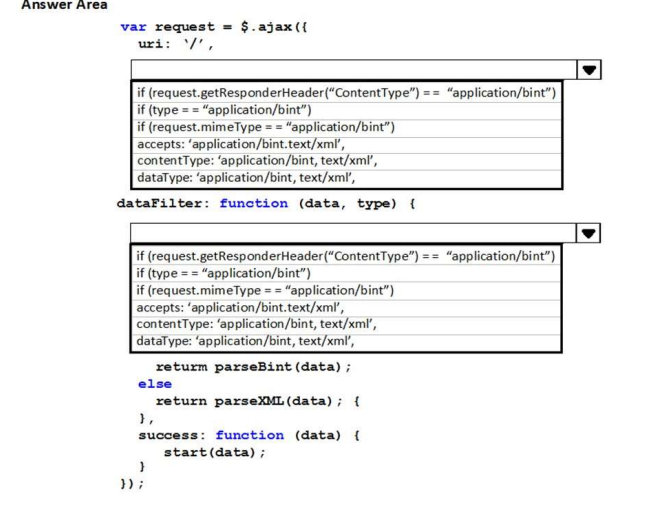 Answer Area
var request = $.ajax({
uri: '/',
if (request.getResponderHeader("ContentType") == "application/bint")
if (type = = "application/bint")
if (request.mimeType = = "application/bint")
accepts: 'application/bint.text/xml',
contentType: 'application/bint, text/xml',
dataType: 'application/bint, text/xml',
dataFilter: function (data, type) {
if (request.getResponderHeader("ContentType") == "application/bint")
if (type = = "application/bint")
if (request.mimeType = = "application/bint")
accepts: 'application/bint.text/xml',
contentType: 'application/bint, text/xml',
dataType: 'application/bint, text/xml',
returm parseBint(data);
else
return parseXML(data); {
},
success: function (data) {
start(data);
}
});